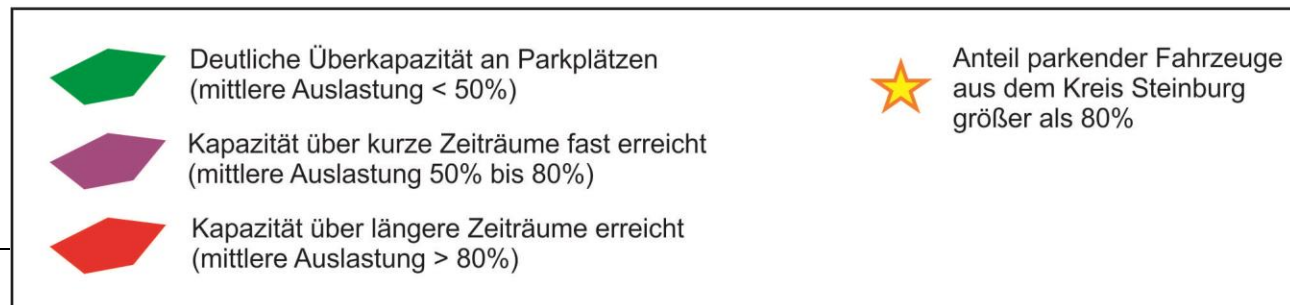 Deutliche Überkapazität an Parkplätzen
(mittlere Auslastung < 50%)
Kapazität über kurze Zeiträume fast erreicht
(mittlere Auslastung 50% bis 80%)
Kapazität über längere Zeiträume erreicht
(mittlere Auslastung > 80%)
Anteil parkender Fahrzeuge
aus dem Kreis Steinburg
größer als 80%